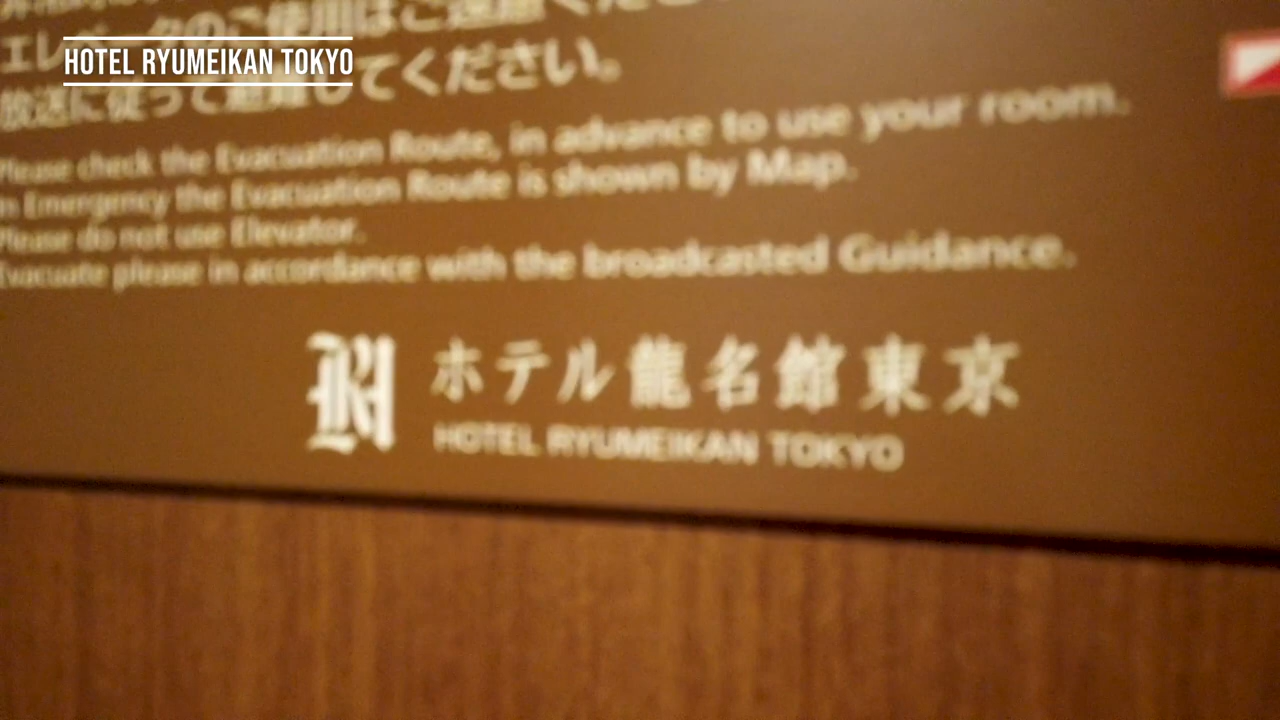 HOTEL RYUMEIKAN TOKYO
エレベータのご使用はご遠慮くださ
放送に従って避難してください。
Please check the Evacuation Route, in advance to use your room.
In Emergency the Evacuation Route is shown by Map.
Please do not use Elevator.
Evacuate please in accordance with the broadcasted Guidance.
ホテル龍名館東京
HOTEL RYUMEIKAN TOKYO